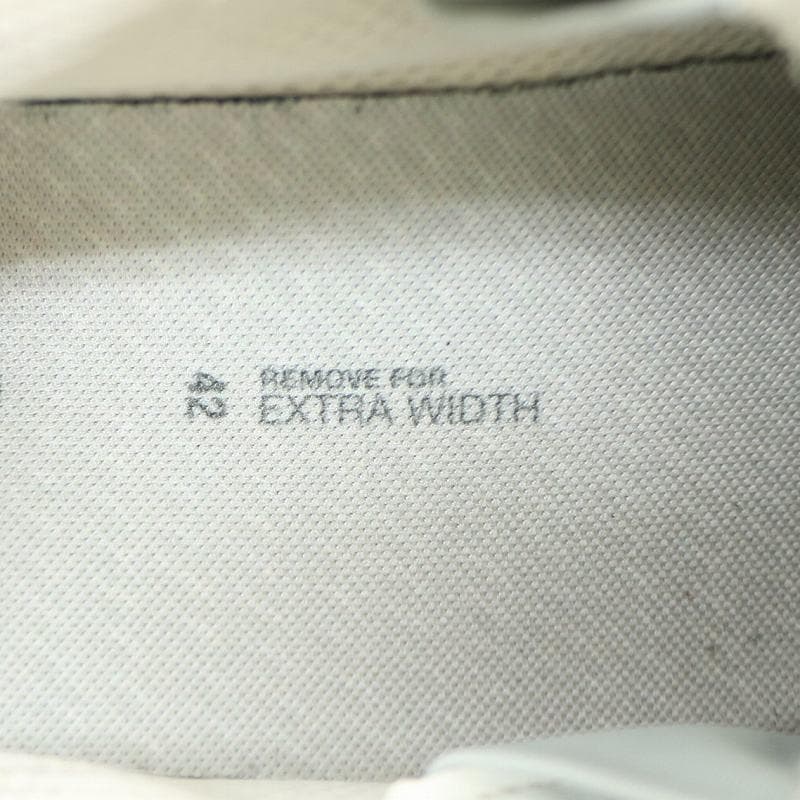 42
REMOVE FOR
EXTRA WIDTH